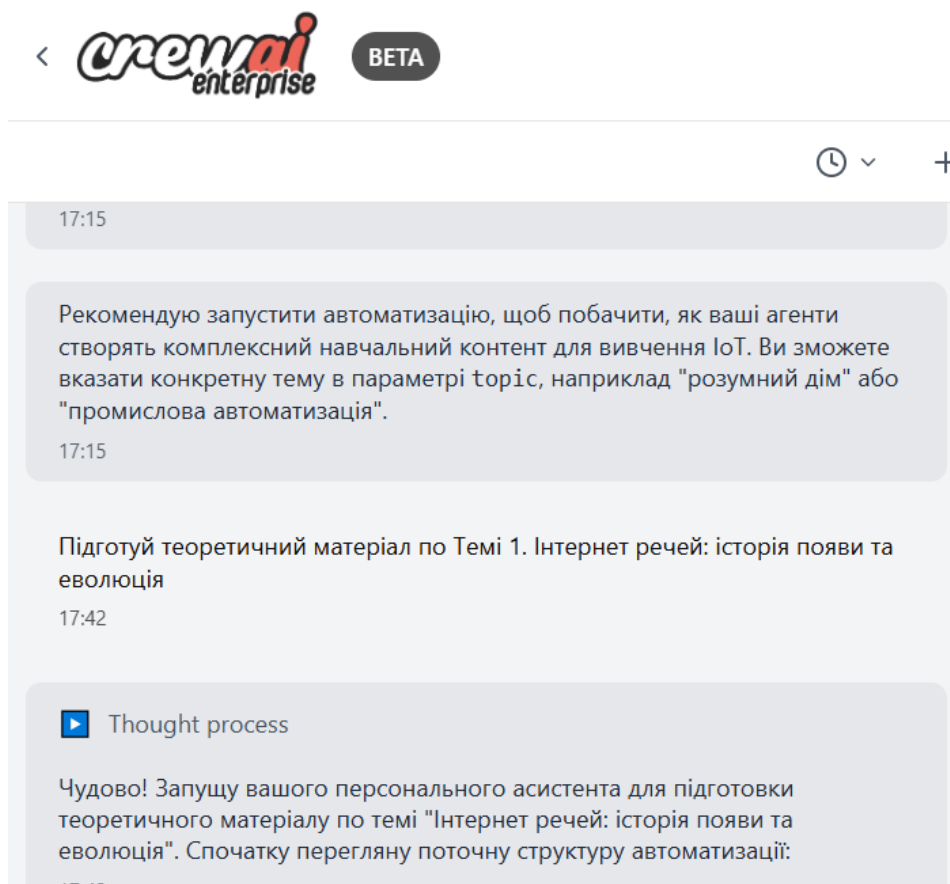 crewai
enterprise
BETA
17:15
Рекомендую запустити автоматизацію, щоб побачити, як ваші агенти
створять комплексний навчальний контент для вивчення IoT. Ви зможете
вказати конкретну тему в параметрі topic, наприклад "розумний дім" або
"промислова автоматизація".
17:15
Підготуй теоретичний матеріал по Темі 1. Інтернет речей: історія появи та
еволюція
17:42
Thought process
Чудово! Запущу вашого персонального асистента для підготовки
теоретичного матеріалу по темі "Інтернет речей: історія появи та
еволюція". Спочатку перегляну поточну структуру автоматизації: